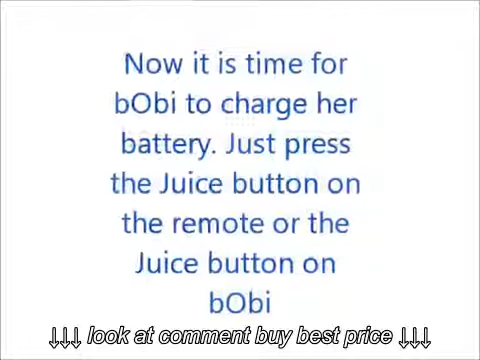 Now it is time for
bObi to charge her
battery. Just press
the Juice button on
the remote or the
Juice button on
bObi
↓↓↓ look at comment buy best price ↓↓↓